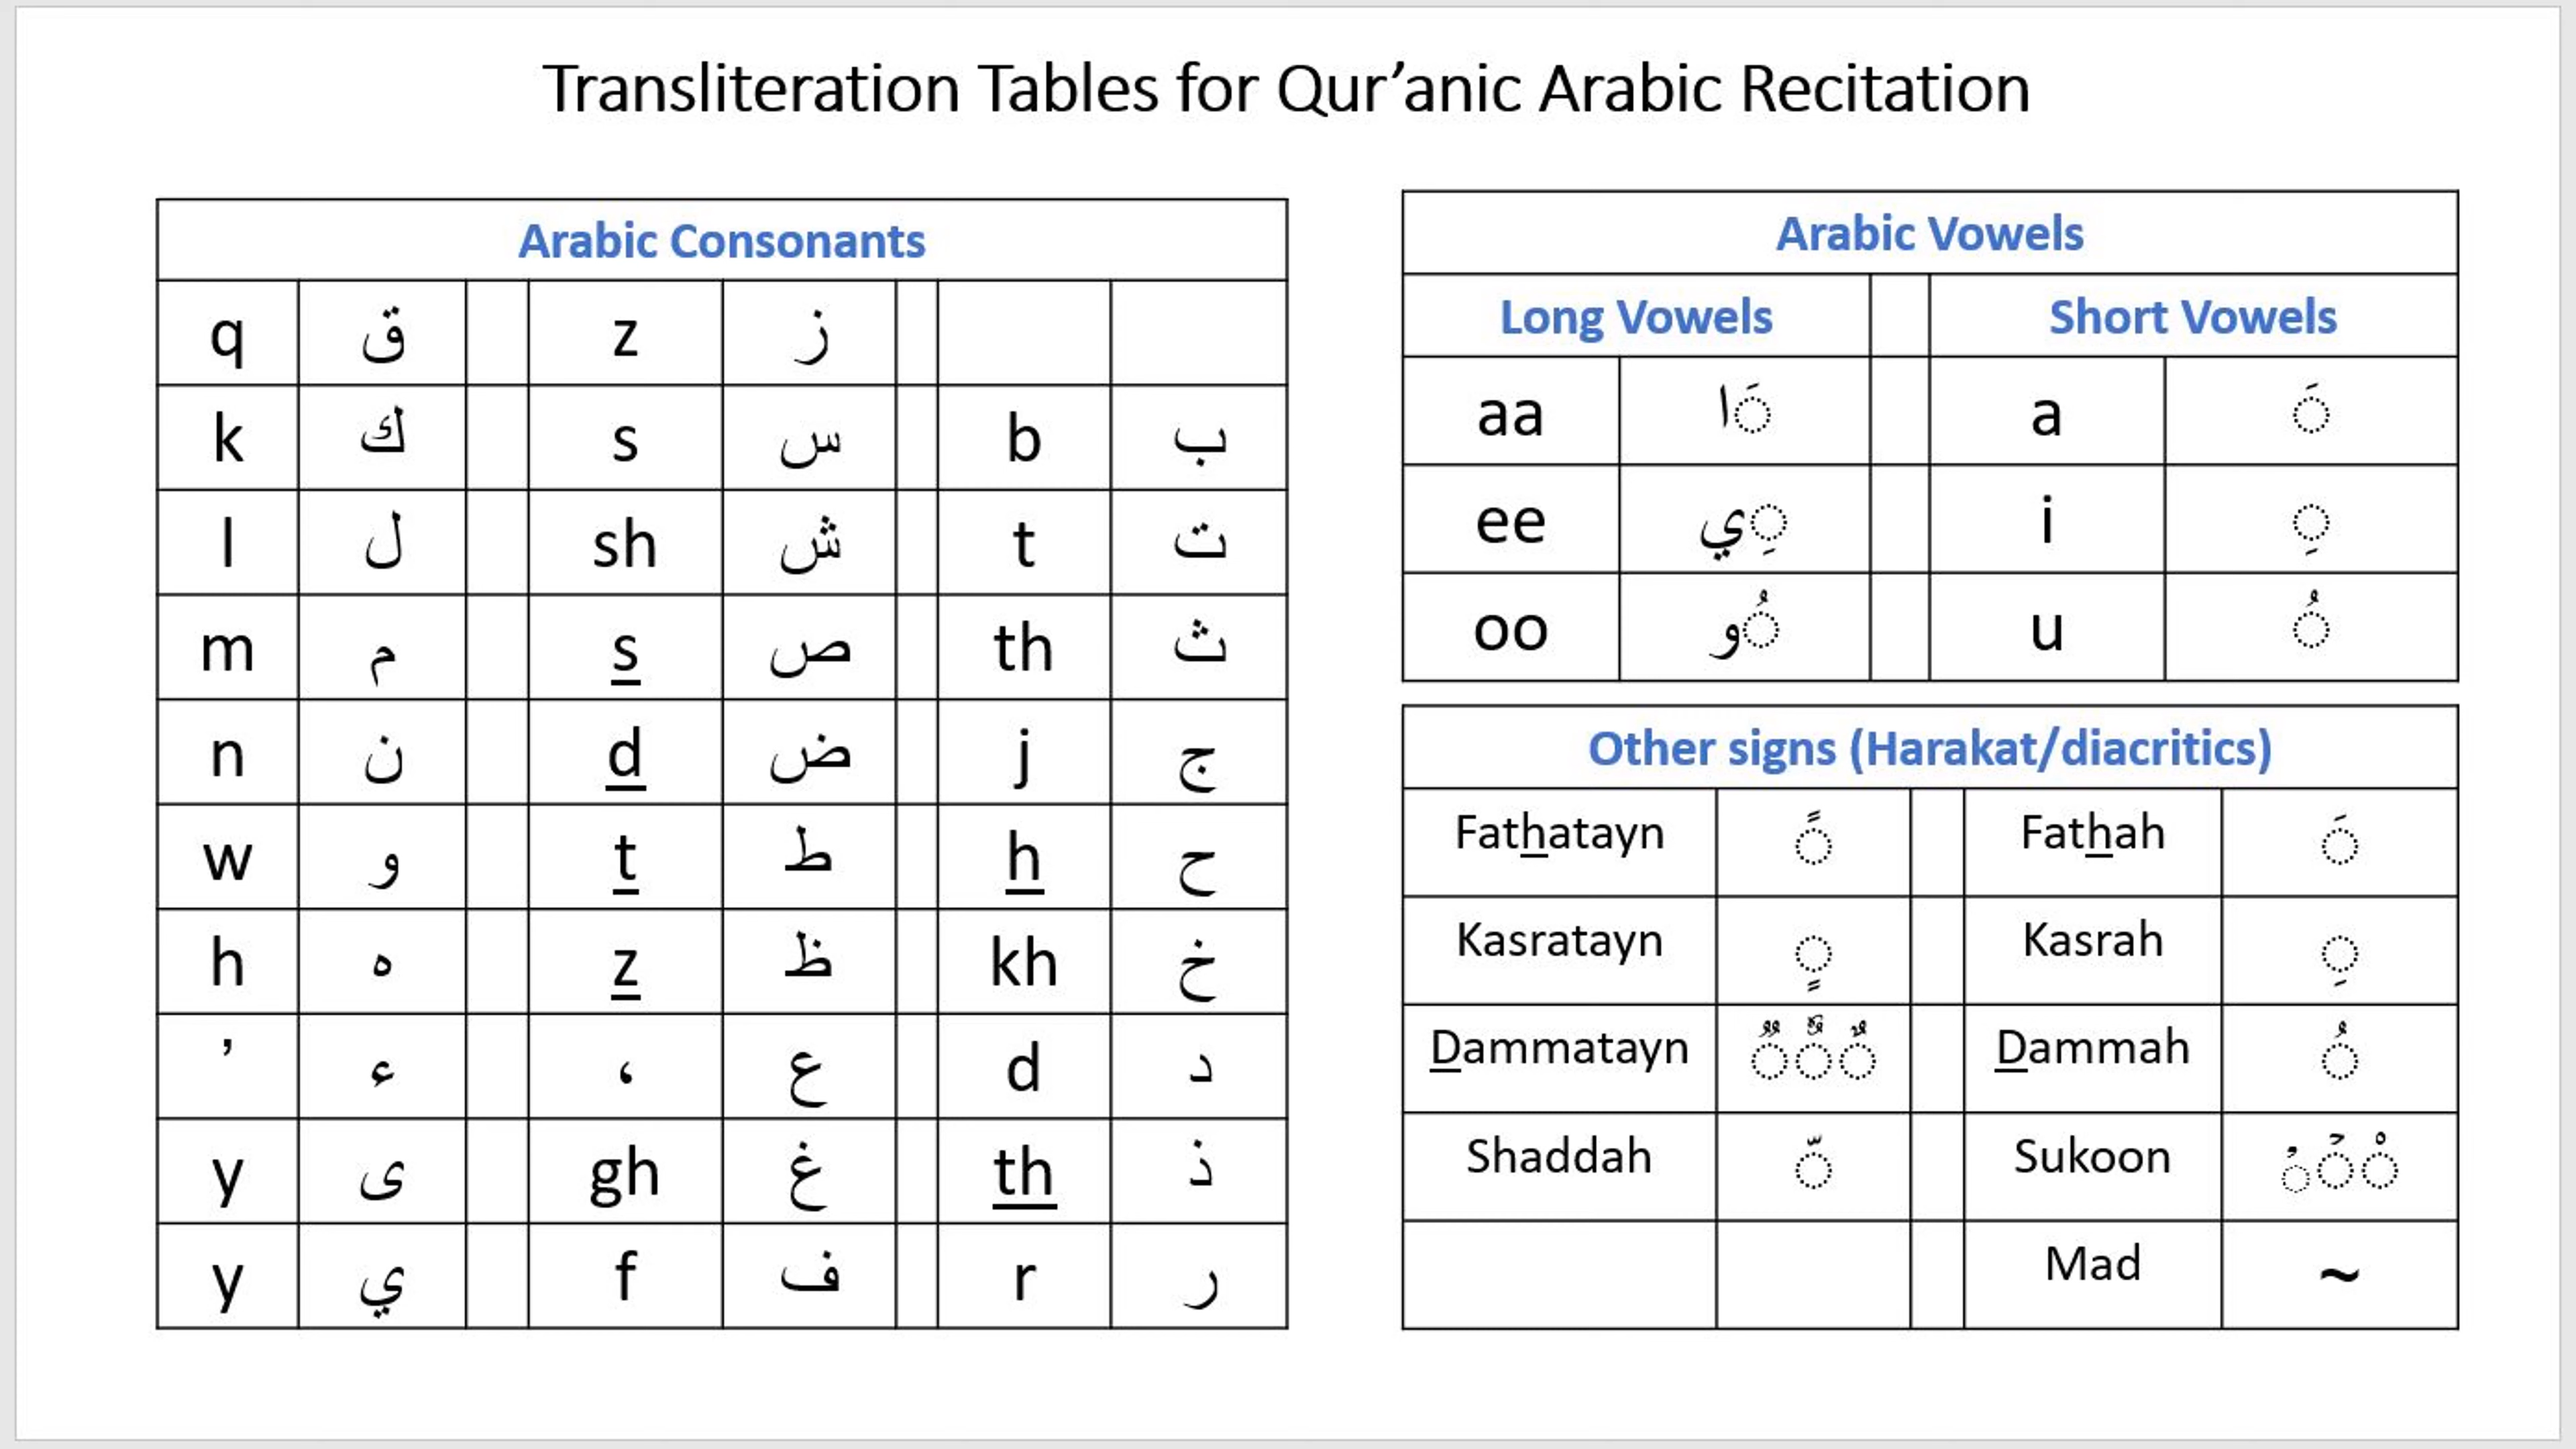 Transliteration Tables for Qur’anic Arabic Recitation
Arabic Consonants
q ق z ز
k ك s س b ب
l ل sh ش t ت
m م s ص th ث
n ن d ض j ج
w و t ط h ح
h ه z ظ kh خ
’ ء ‘ ع d د
y ى gh غ th ذ
y ي f ف r ر
Arabic Vowels
Long Vowels Short Vowels
aa ◌َا a ◌َ
ee ◌ِي i ◌ِ
oo ◌ُو u ◌ُ
Other signs (Harakat/diacritics)
Fathatayn ◌ً Fathah ◌َ
Kasratayn ◌ٍ Kasrah ◌ِ
Dammatayn ◌ٌ Dammah ◌ُ
Shaddah ◌ّ Sukoon ◌ْ
Mad ~